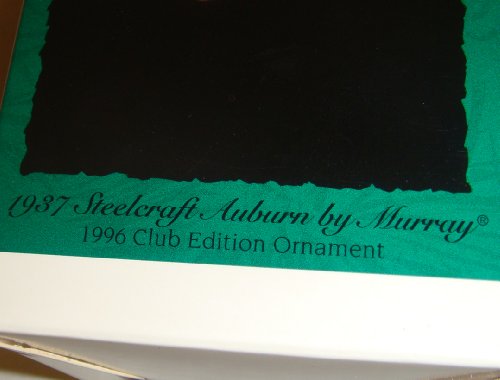 1937 Steelcraft Auburn by Murray®
1996 Club Edition Ornament